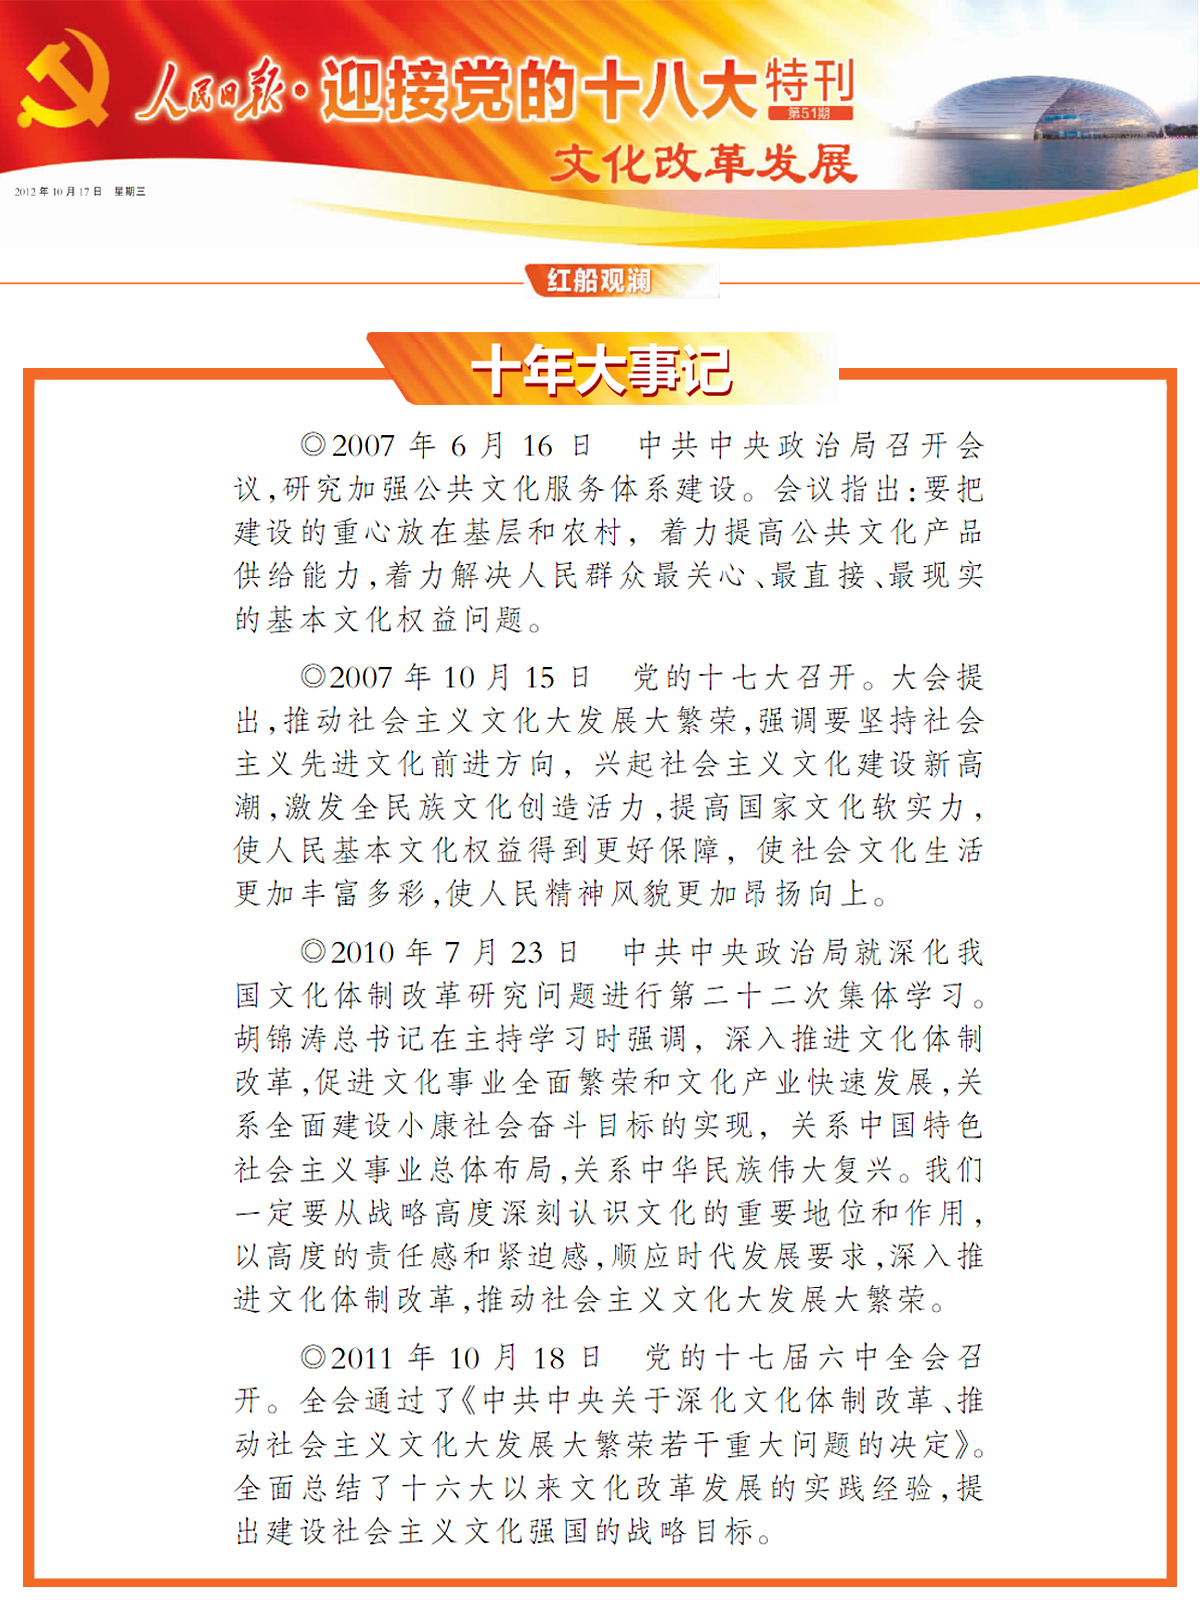 人民日报·迎接党的十八大特刊
第51期
文化改革发展
2012年10月17日 星期三
红船观澜
十年大事记
◎2007 年 6 月 16 日　中共中央政治局召开会
议,研究加强公共文化服务体系建设。会议指出:要把
建设的重心放在基层和农村，着力提高公共文化产品
供给能力,着力解决人民群众最关心、最直接、最现实
的基本文化权益问题。
◎2007 年 10 月 15 日　党的十七大召开。大会提
出,推动社会主义文化大发展大繁荣,强调要坚持社会
主义先进文化前进方向，兴起社会主义文化建设新高
潮,激发全民族文化创造活力,提高国家文化软实力,
使人民基本文化权益得到更好保障，使社会文化生活
更加丰富多彩,使人民精神风貌更加昂扬向上。
◎2010 年 7 月 23 日　中共中央政治局就深化我
国文化体制改革研究问题进行第二十二次集体学习。
胡锦涛总书记在主持学习时强调，深入推进文化体制
改革,促进文化事业全面繁荣和文化产业快速发展,关
系全面建设小康社会奋斗目标的实现，关系中国特色
社会主义事业总体布局,关系中华民族伟大复兴。我们
一定要从战略高度深刻认识文化的重要地位和作用,
以高度的责任感和紧迫感,顺应时代发展要求,深入推
进文化体制改革,推动社会主义文化大发展大繁荣。
◎2011 年 10 月 18 日　党的十七届六中全会召
开。全会通过了《中共中央关于深化文化体制改革、推
动社会主义文化大发展大繁荣若干重大问题的决定》。
全面总结了十六大以来文化改革发展的实践经验,提
出建设社会主义文化强国的战略目标。